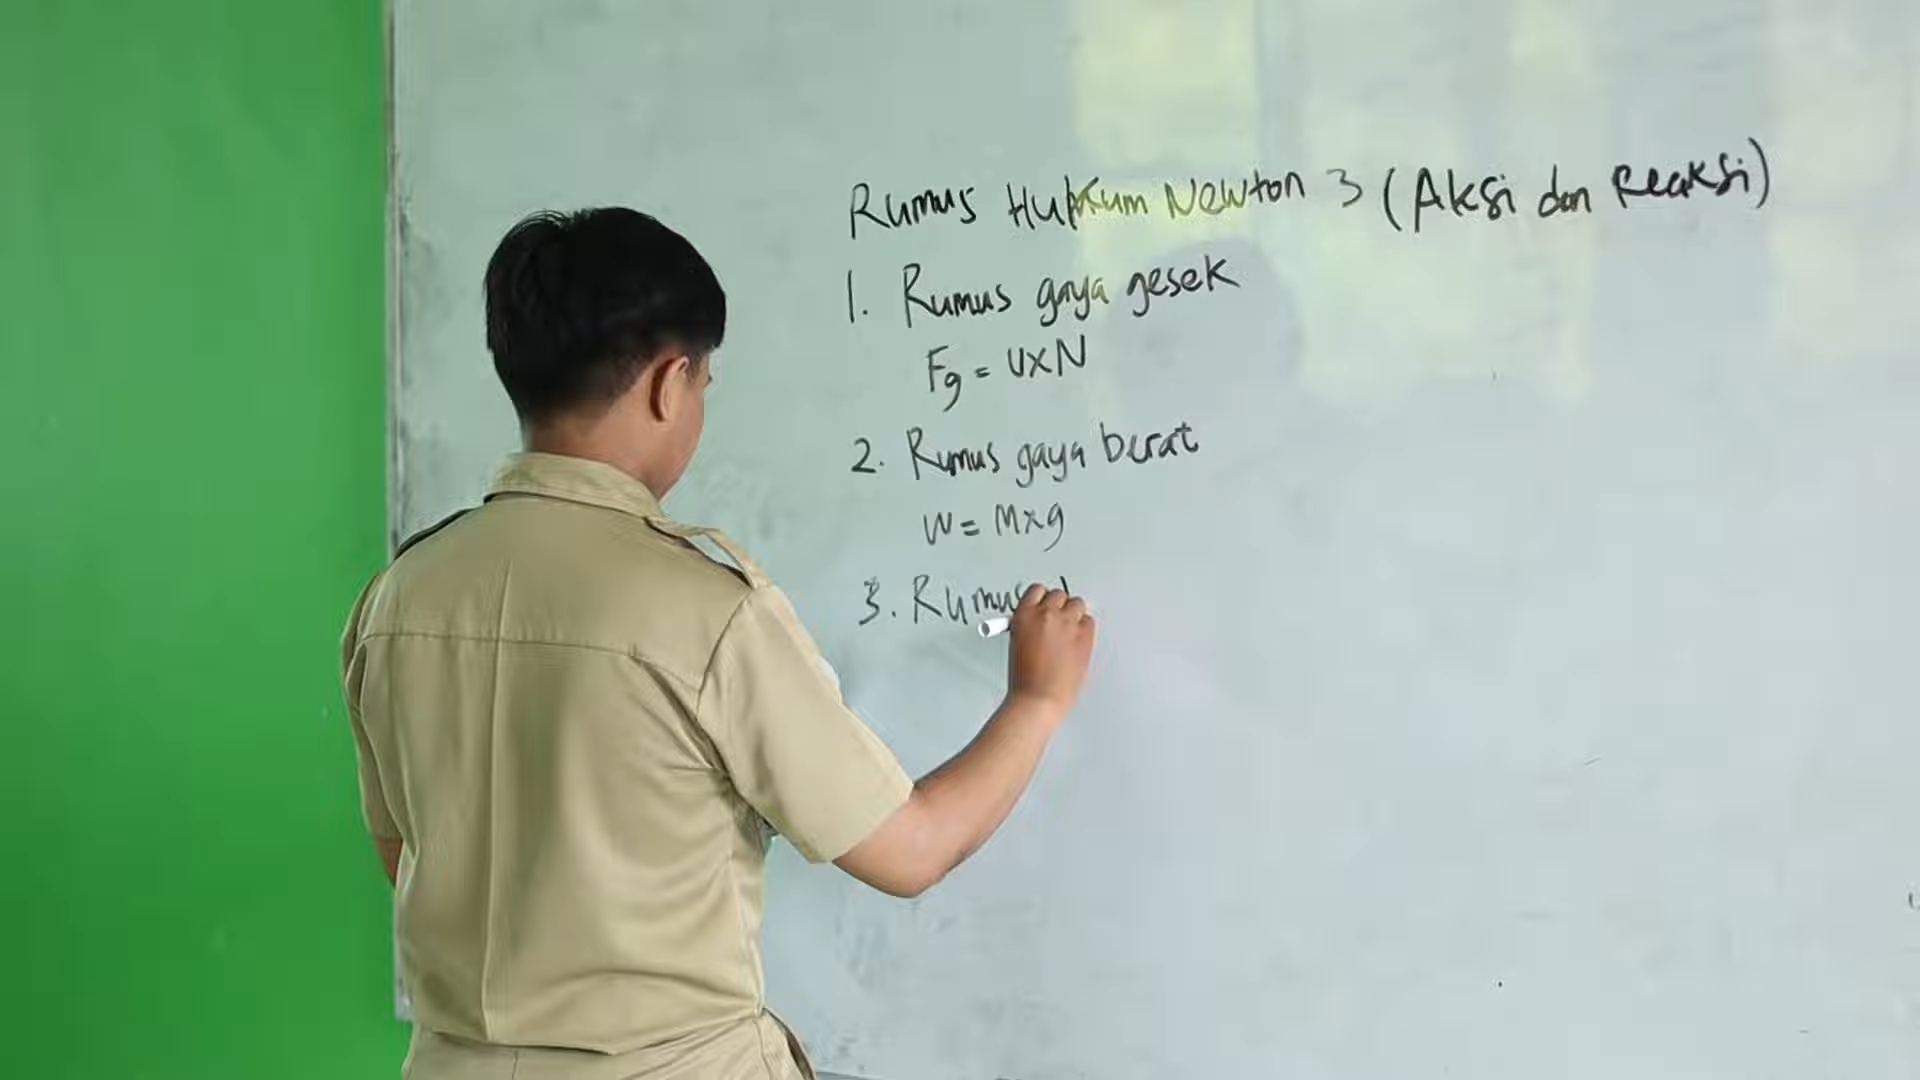 Rumus Hukum Newton 3 (Aksi dan Reaksi)
1. Rumus gaya gesek
Fg = UxN
2. Rumus gaya berat
W = Mxg
3. Rumus